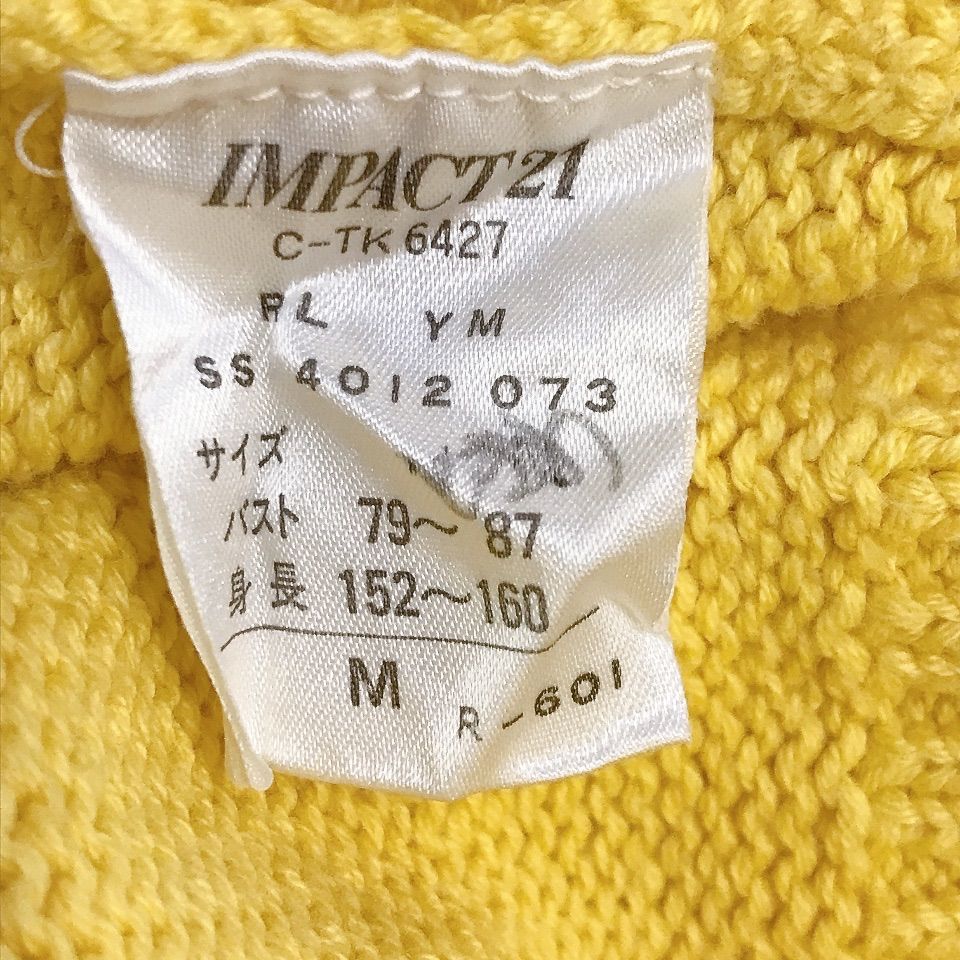 IMPACT21
C-TK 6427
RL YM
SS 4012 073
サイズ
バスト 79～87
身長 152～160
M
R-601